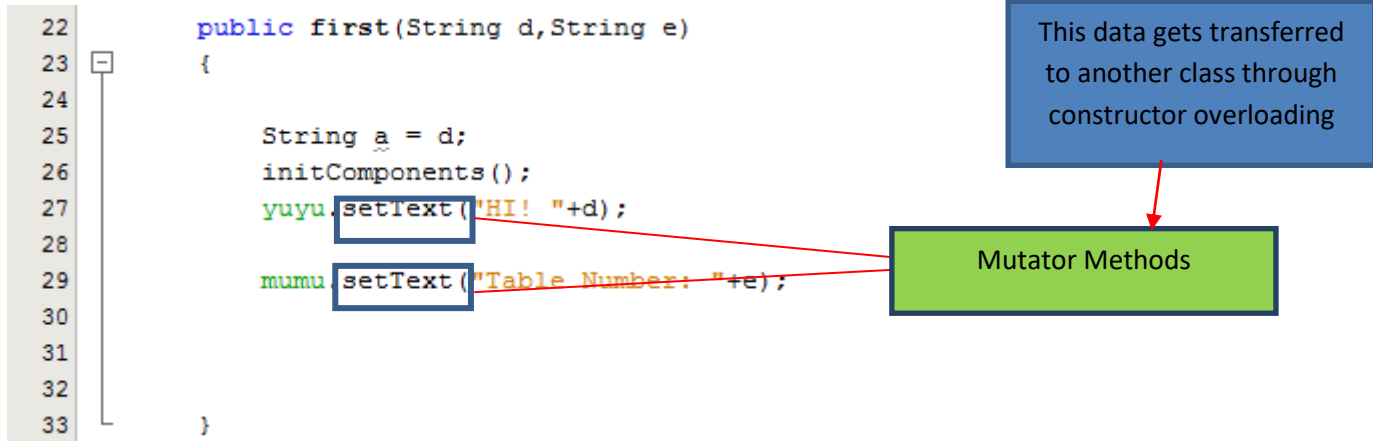 22 public first(String d,String e)
23 {
24
25 String a = d;
26 initComponents();
27 yuyu.setText("HI! "+d);
28
29 mumu.setText("Table Number: "+e);
30
31
32
33 }
This data gets transferred
to another class through
constructor overloading
Mutator Methods